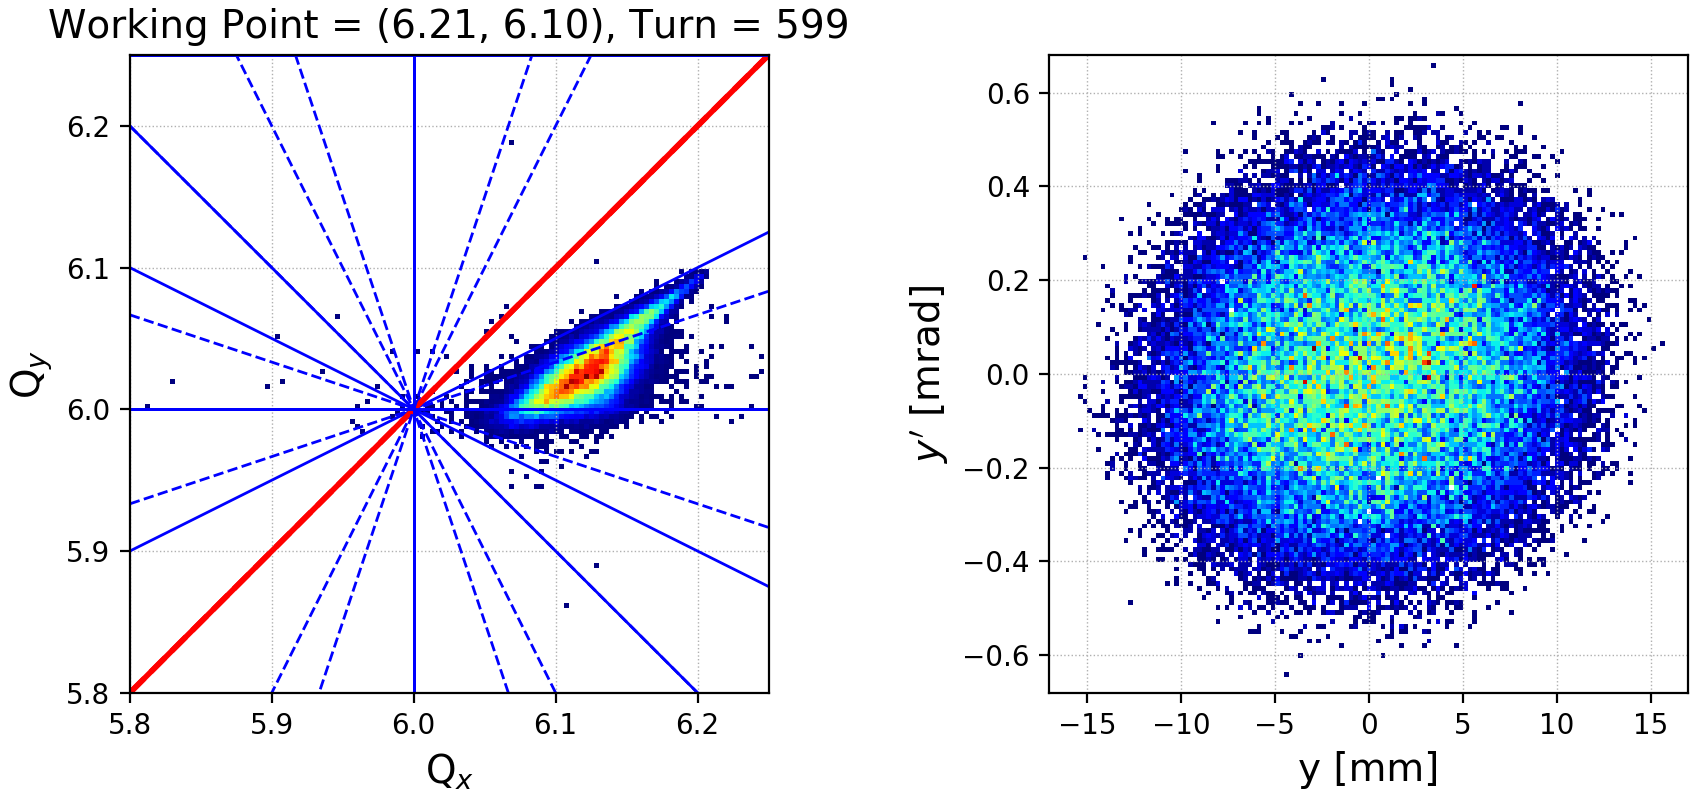 Working Point = (6.21, 6.10), Turn = 599
6.2
6.1
6.0
5.9
5.8
Q_y
5.8 5.9 6.0 6.1 6.2
Q_x
0.6
0.4
0.2
0.0
−0.2
−0.4
−0.6
y′ [mrad]
−15 −10 −5 0 5 10 15
y [mm]